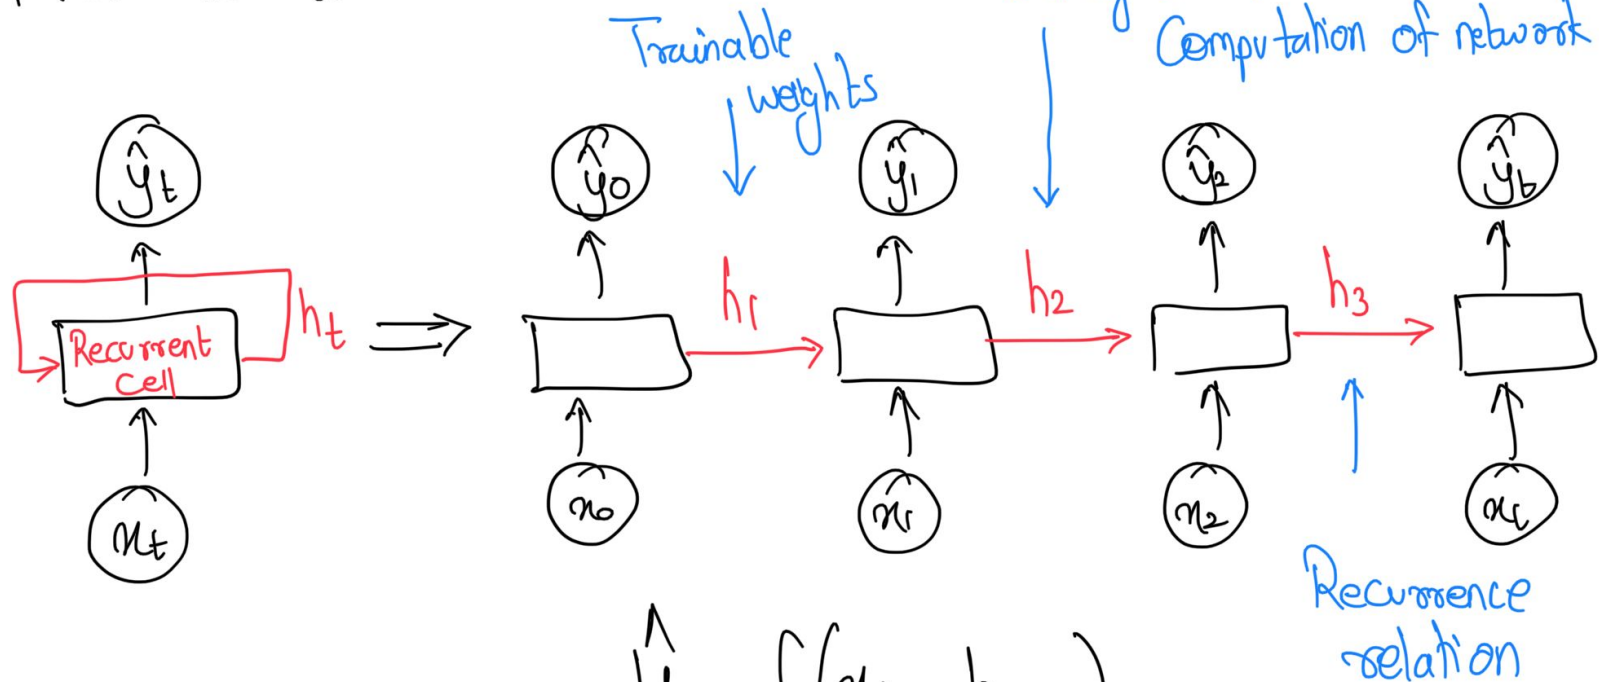 Trainable
weights
Computation of network
ŷt
ŷ0
ŷ1
ŷ2
ŷt
ht
h1
h2
h3
Recurrent
Cell
xt
x0
x1
x2
xt
Recurrence
relation